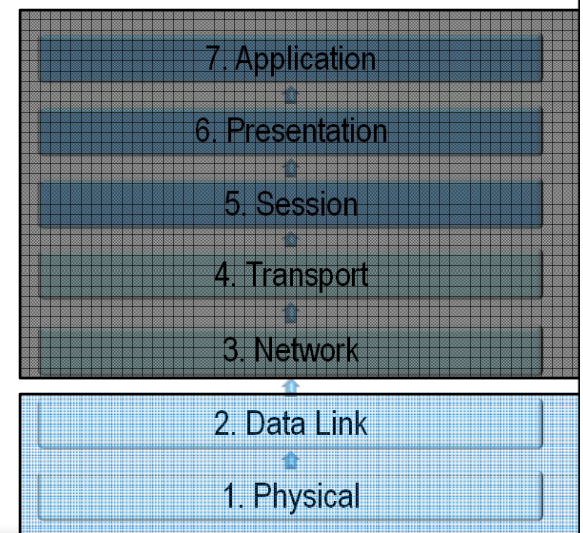 7. Application
6. Presentation
5. Session
4. Transport
3. Network
2. Data Link
1. Physical